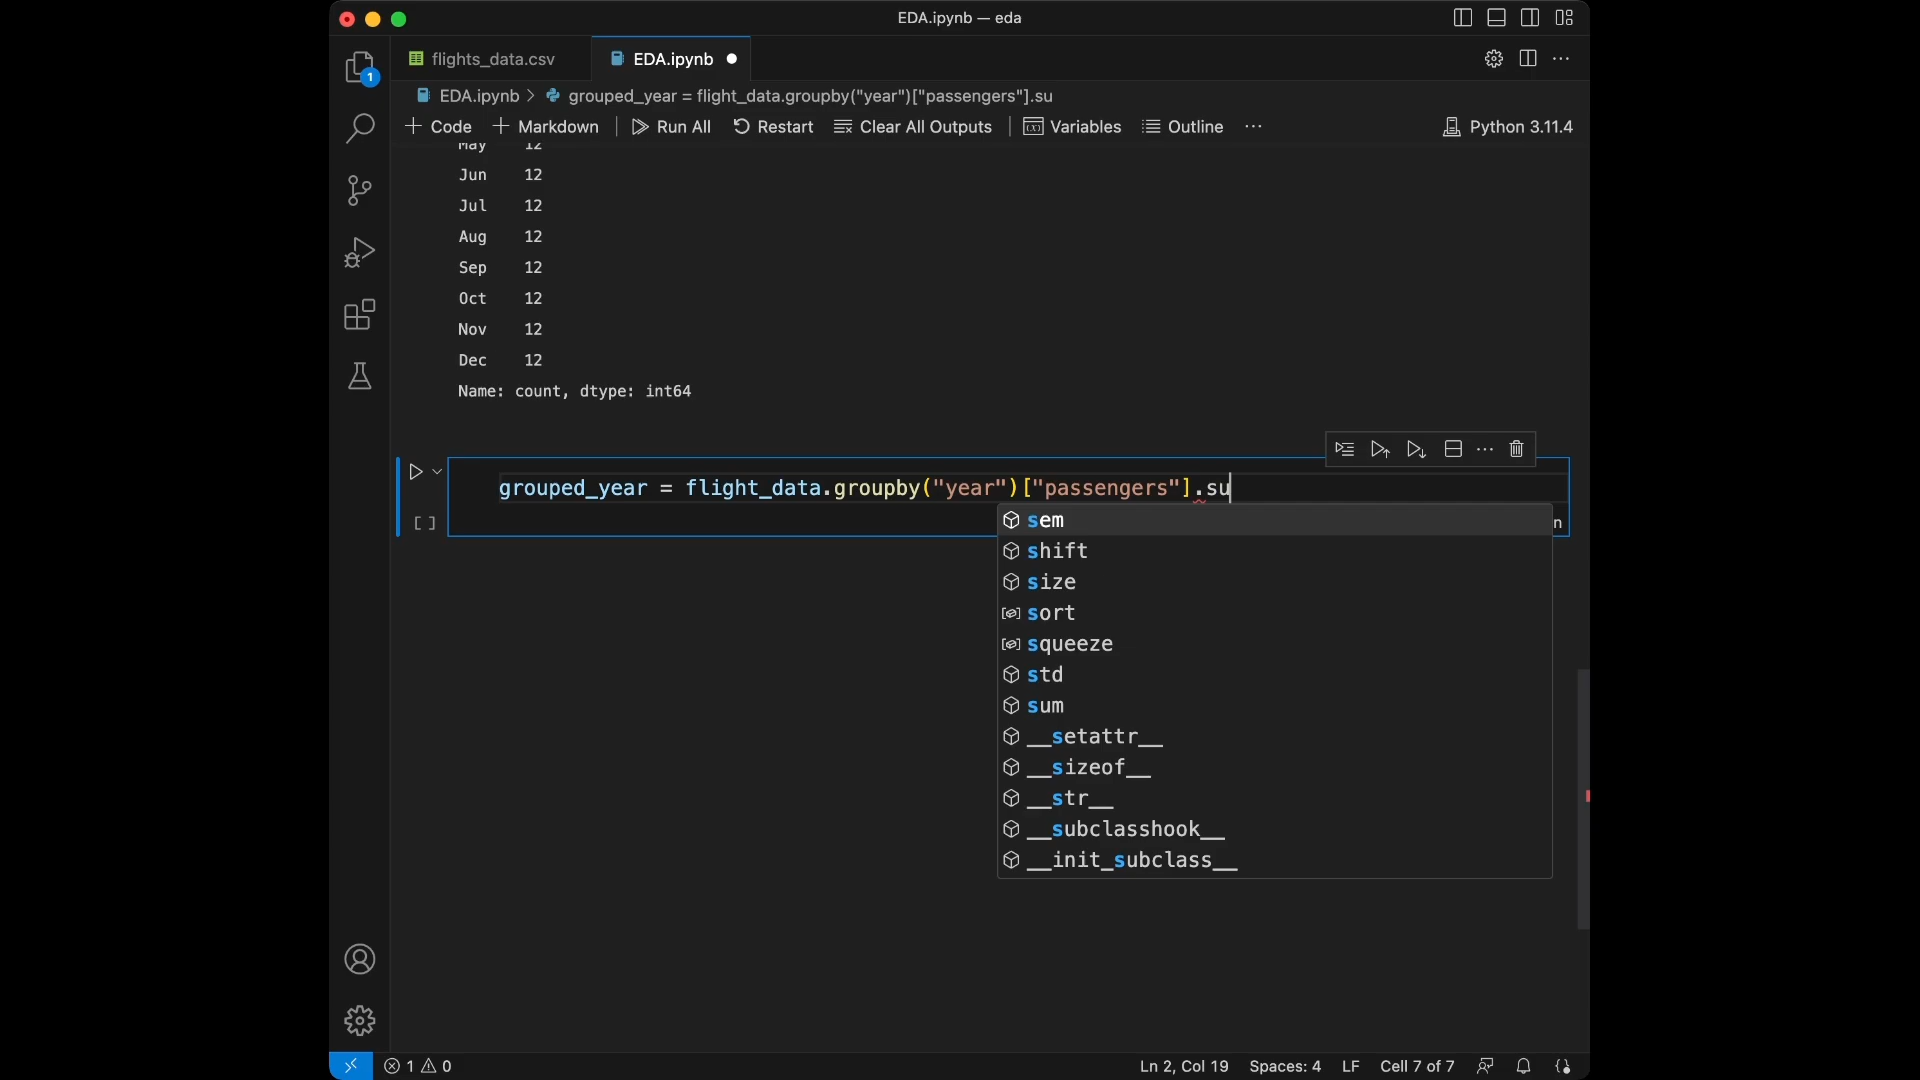 EDA.ipynb — eda
1
flights_data.csv
EDA.ipynb
EDA.ipynb > grouped_year = flight_data.groupby("year")["passengers"].su
Code Markdown Run All Restart Clear All Outputs Variables Outline ... Python 3.11.4
May 12
Jun 12
Jul 12
Aug 12
Sep 12
Oct 12
Nov 12
Dec 12
Name: count, dtype: int64
grouped_year = flight_data.groupby("year")["passengers"].su
[ ]
n
sem
shift
size
sort
squeeze
std
sum
__setattr__
__sizeof__
__str__
__subclasshook__
__init_subclass__
1 0 Ln 2, Col 19 Spaces: 4 LF Cell 7 of 7